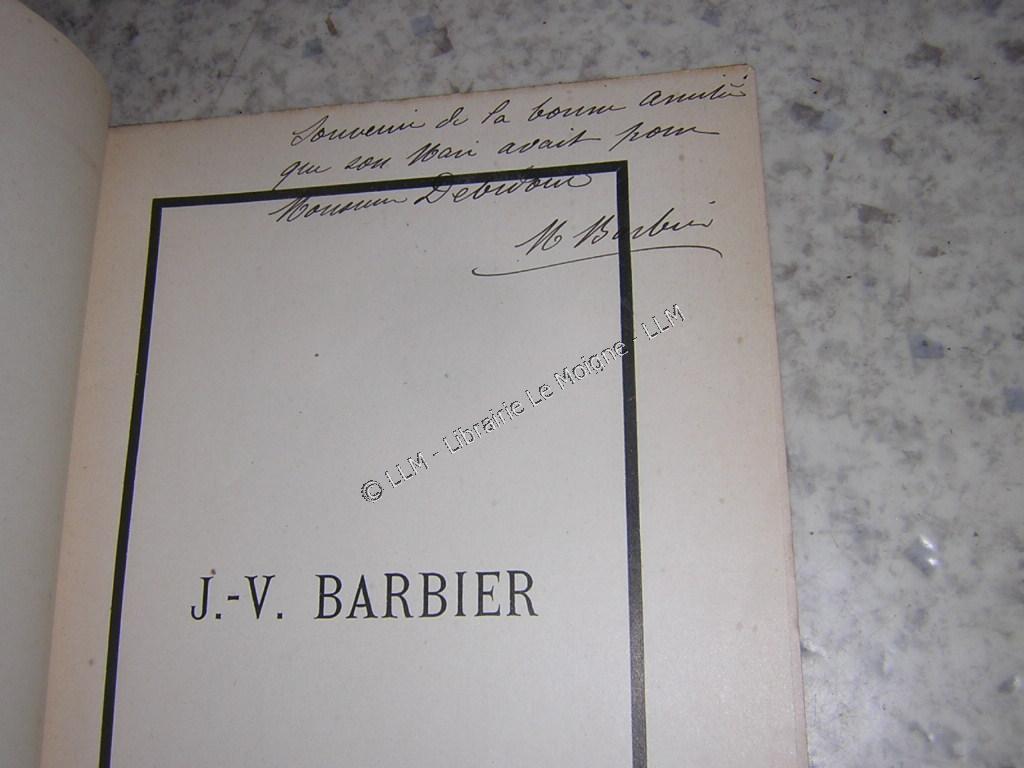 Souvenir de la bonne amitié
que son Mari avait pour
Monsieur Debidour
M Barbier
© LLM - Librairie Le Moigne - LLM
J.-V. BARBIER